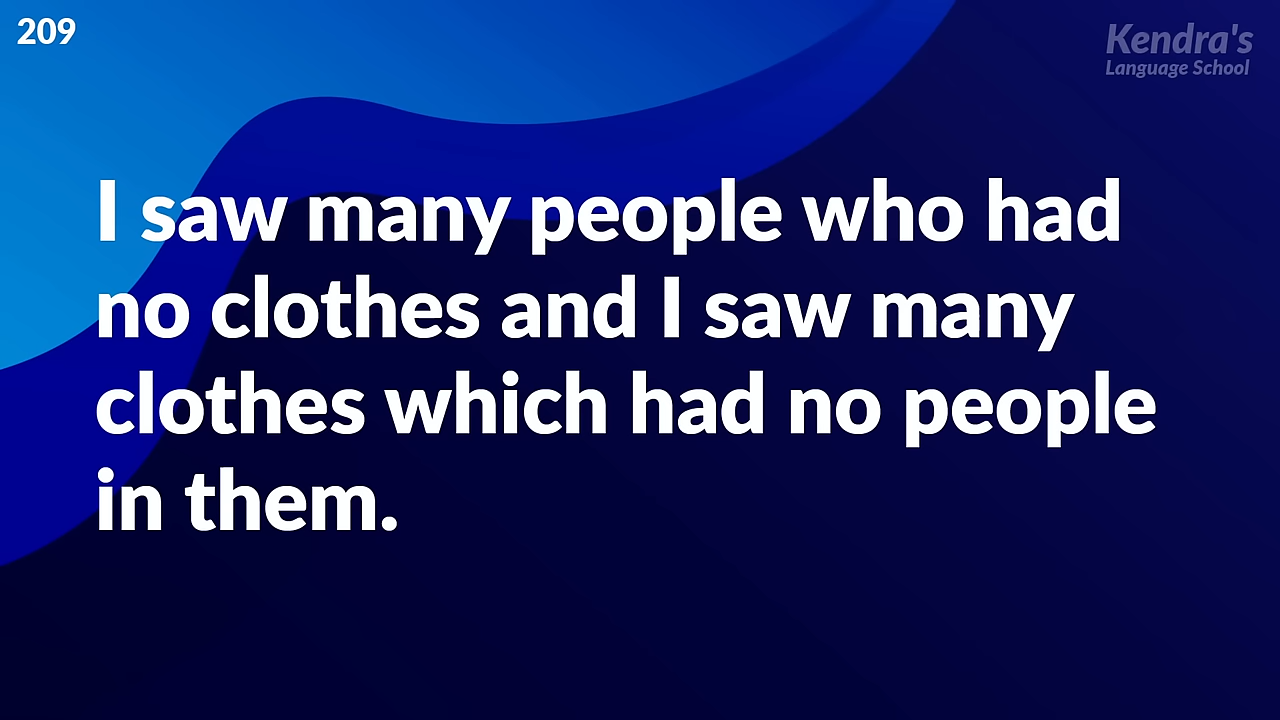 209
Kendra's
Language School
I saw many people who had
no clothes and I saw many
clothes which had no people
in them.